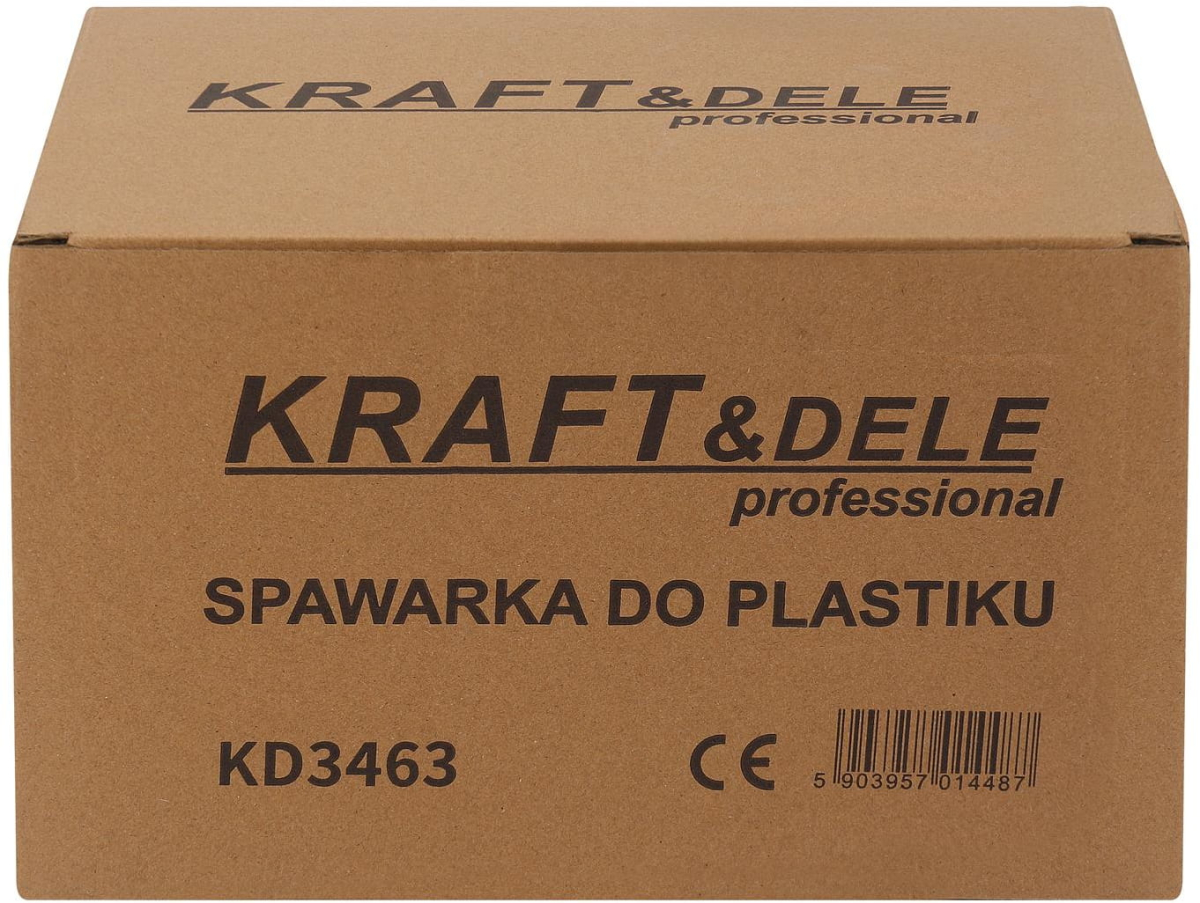 KRAFT&DELE
professional
KRAFT&DELE
professional
SPAWARKA DO PLASTIKU
KD3463
CE
5 903957 014487